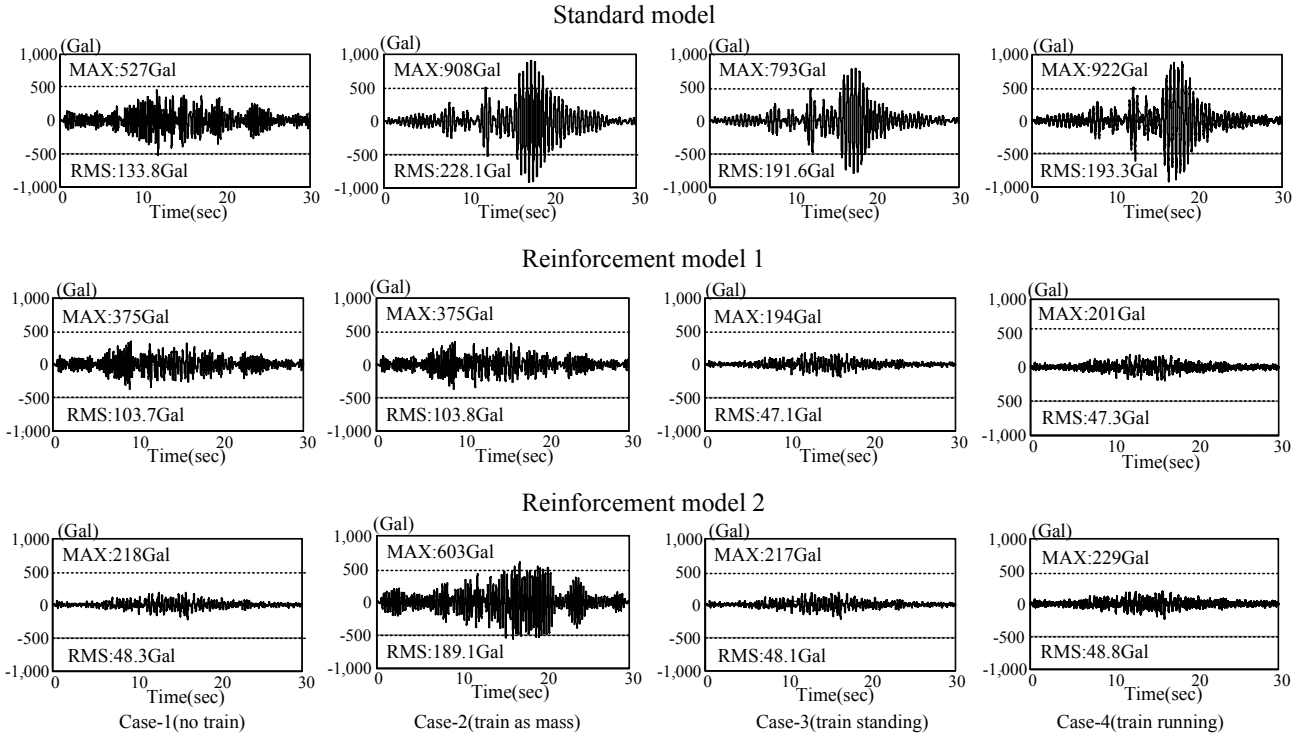 Standard model
(Gal)
1,000
MAX:527Gal
500
0
-500
RMS:133.8Gal
-1,000
0 10 20 30
Time(sec)
(Gal)
1,000
MAX:908Gal
500
0
-500
RMS:228.1Gal
-1,000
0 10 20 30
Time(sec)
(Gal)
1,000
MAX:793Gal
500
0
-500
RMS:191.6Gal
-1,000
0 10 20 30
Time(sec)
(Gal)
1,000
MAX:922Gal
500
0
-500
RMS:193.3Gal
-1,000
0 10 20 30
Time(sec)
Reinforcement model 1
(Gal)
1,000
MAX:375Gal
500
0
-500
RMS:103.7Gal
-1,000
0 10 20 30
Time(sec)
(Gal)
1,000
MAX:375Gal
500
0
-500
RMS:103.8Gal
-1,000
0 10 20 30
Time(sec)
(Gal)
1,000
MAX:194Gal
500
0
-500
RMS:47.1Gal
-1,000
0 10 20 30
Time(sec)
(Gal)
1,000
MAX:201Gal
500
0
500
RMS:47.3Gal
-1,000
0 10 20 30
Time(sec)
Reinforcement model 2
(Gal)
1,000
MAX:218Gal
500
0
-500
RMS:48.3Gal
-1,000
0 10 20 30
Time(sec)
(Gal)
1,000
MAX:603Gal
500
0
-500
RMS:189.1Gal
-1,000
0 10 20 30
Time(sec)
(Gal)
1,000
MAX:217Gal
500
0
-500
RMS:48.1Gal
-1,000
0 10 20 30
Time(sec)
(Gal)
1,000
MAX:229Gal
500
0
-500
RMS:48.8Gal
-1,000
0 10 20 30
Time(sec)
Case-1(no train)
Case-2(train as mass)
Case-3(train standing)
Case-4(train running)